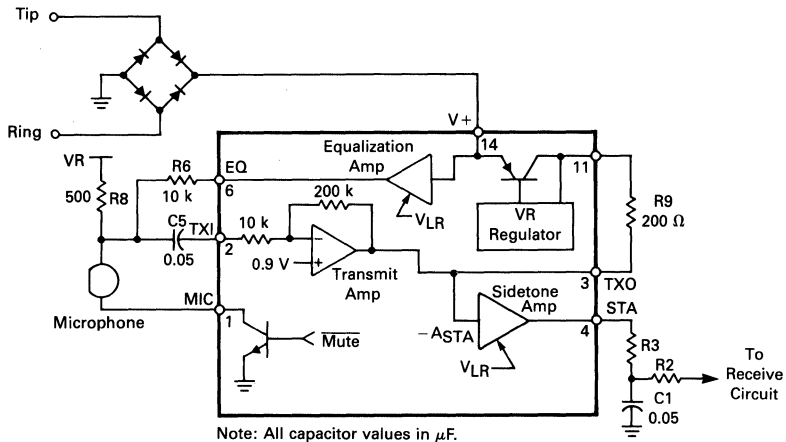 Tip
Ring
VR
500
R8
R6
10 k
C5
0.05
TXI
2
EQ
6
10 k
200 k
0.9 V
−
+
Transmit
Amp
Equalization
Amp
VLR
V +
14
11
VR
Regulator
R9
200 Ω
3
TXO
Sidetone
Amp
−ASTA
VLR
STA
4
R3
R2
C1
0.05
To
Receive
Circuit
Microphone
MIC
1
Mute
Note: All capacitor values in μF.